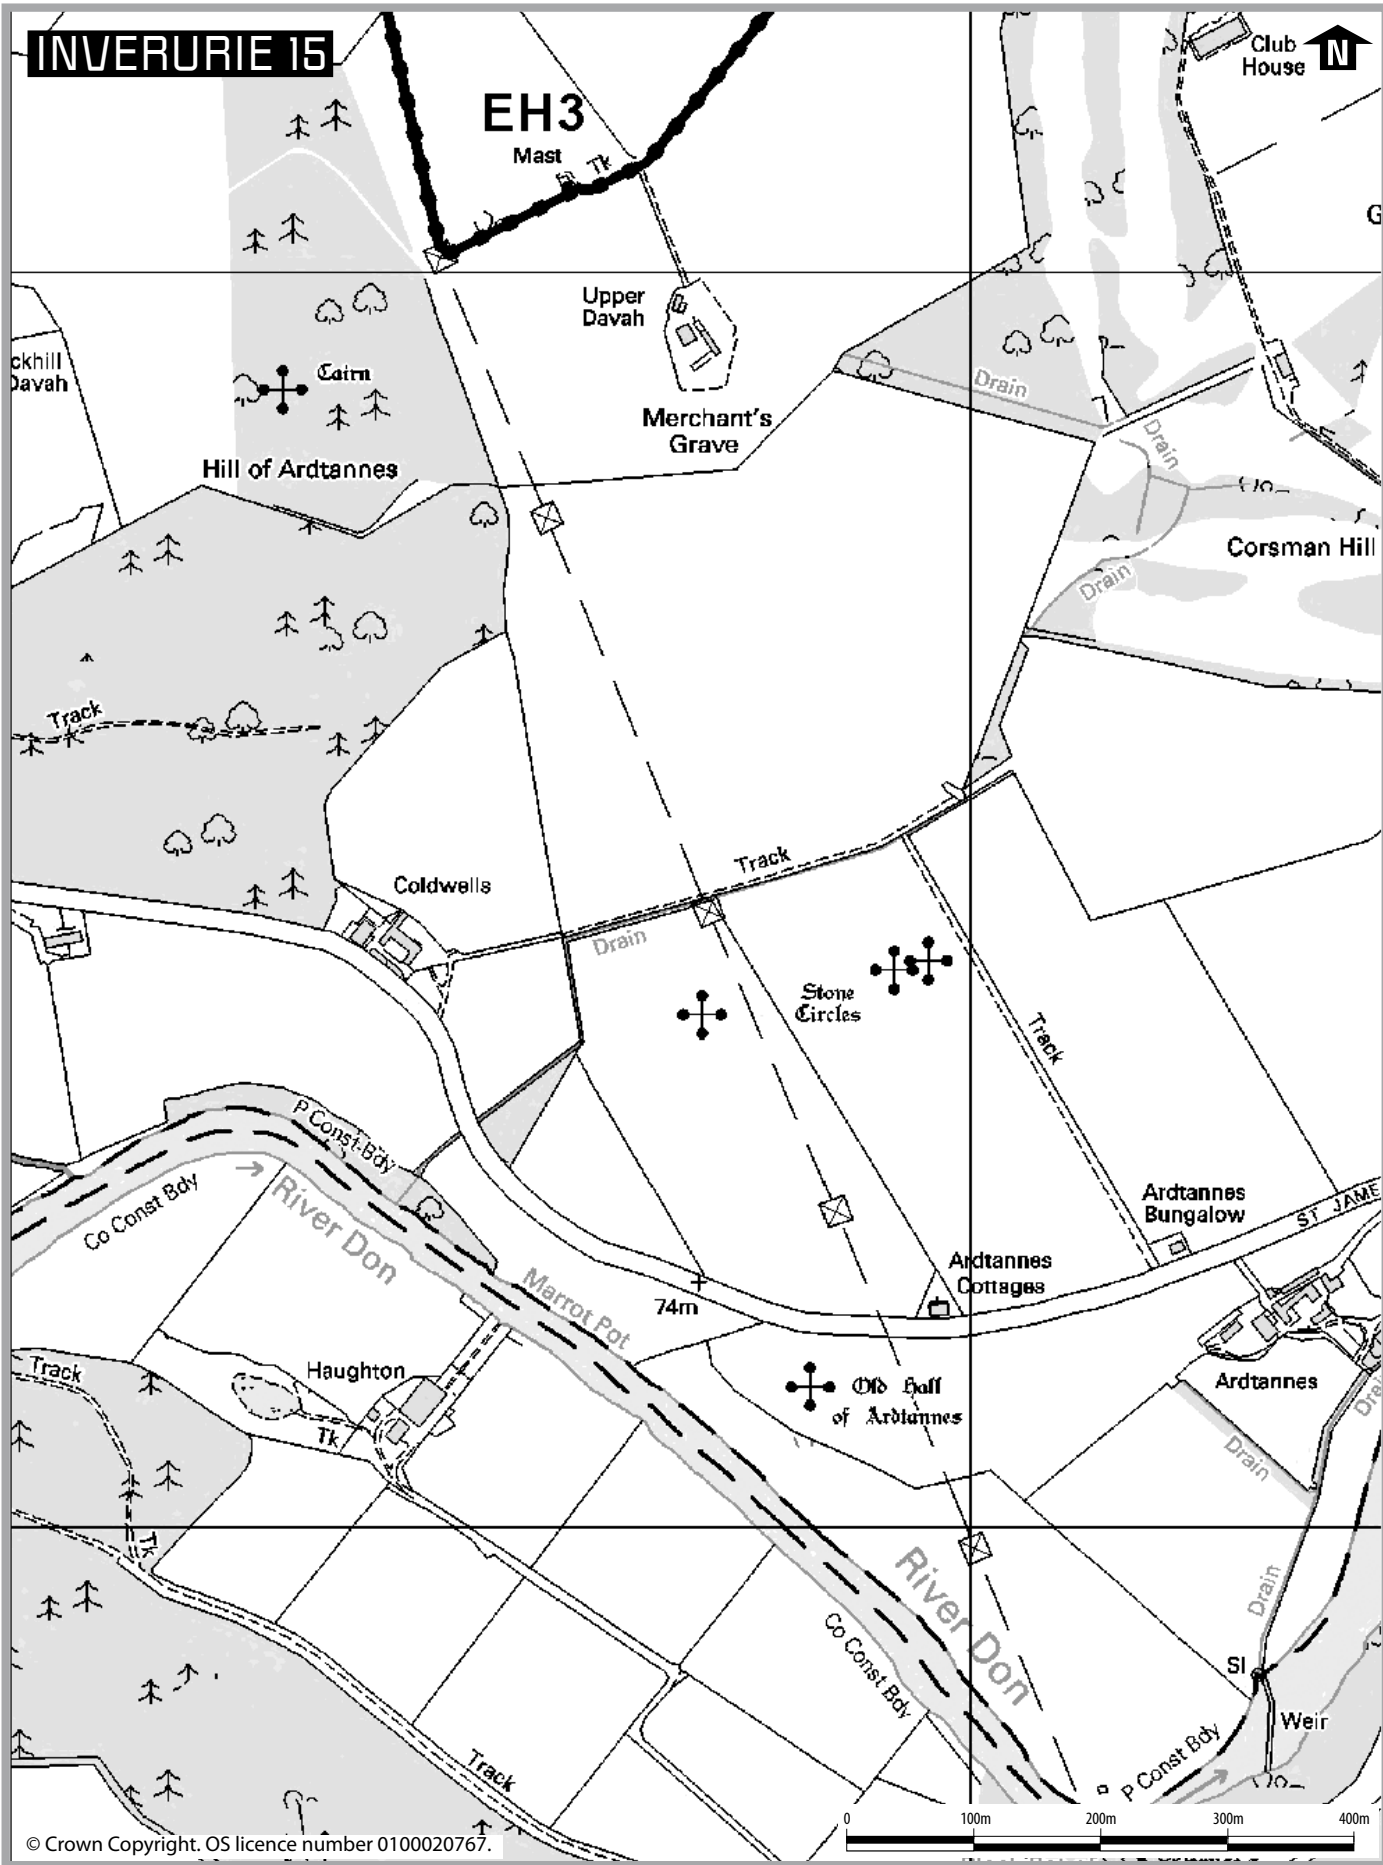 INVERURIE 15
N
Club
House
EH3
Mast
Tk
G
Upper
Davah
ckhill
Davah
Cairn
Drain
Merchant's
Grave
Drain
Hill of Ardtannes
Corsman Hill
Drain
Track
Track
Coldwells
Drain
Stone
Circles
Track
P Const Bdy
Co Const Bdy
River Don
Ardtannes
Bungalow
ST JAME
Ardtannes
Cottages
Marrot Pot
74m
Track
Haughton
Old Hall
of Ardtannes
Ardtannes
Drai
Tk
Drain
Tk
River Don
Drain
Co Const Bdy
Sl
Weir
P Const Bdy
Track
0 100m 200m 300m 400m
© Crown Copyright. OS licence number 0100020767.